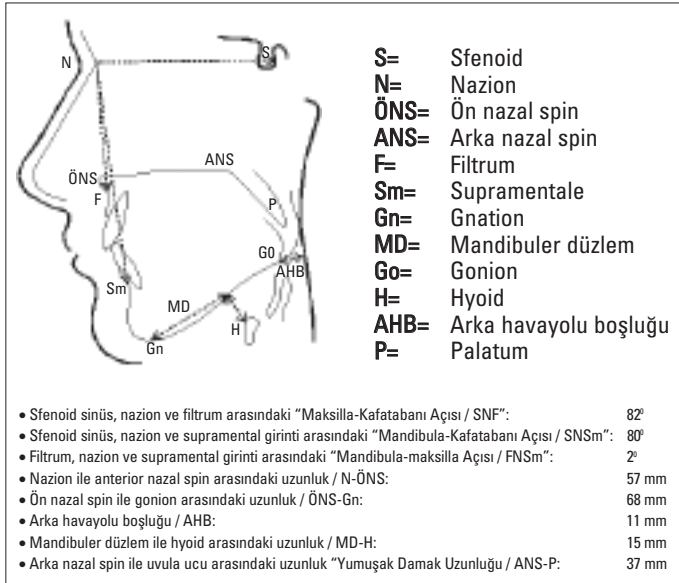 S
N
ÖNS
ANS
F
P
GO
AHB
Sm
MD
H
Gn
S= Sfenoid
N= Nazion
ÖNS= Ön nazal spin
ANS= Arka nazal spin
F= Filtrum
Sm= Supramentale
Gn= Gnation
MD= Mandibuler düzlem
Go= Gonion
H= Hyoid
AHB= Arka havayolu boşluğu
P= Palatum
• Sfenoid sinüs, nazion ve filtrum arasındaki “Maksilla-Kafatabanı Açısı / SNF”: 82⁰
• Sfenoid sinüs, nazion ve supramental girinti arasındaki “Mandibula-Kafatabanı Açısı / SNSm”: 80⁰
• Filtrum, nazion ve supramental girinti arasındaki “Mandibula-maksilla Açısı / FNSm”: 2⁰
• Nazion ile anterior nazal spin arasındaki uzunluk / N-ÖNS: 57 mm
• Ön nazal spin ile gonion arasındaki uzunluk / ÖNS-Gn: 68 mm
• Arka havayolu boşluğu / AHB: 11 mm
• Mandibuler düzlem ile hyoid arasındaki uzunluk / MD-H: 15 mm
• Arka nazal spin ile uvula ucu arasındaki uzunluk “Yumuşak Damak Uzunluğu / ANS-P: 37 mm